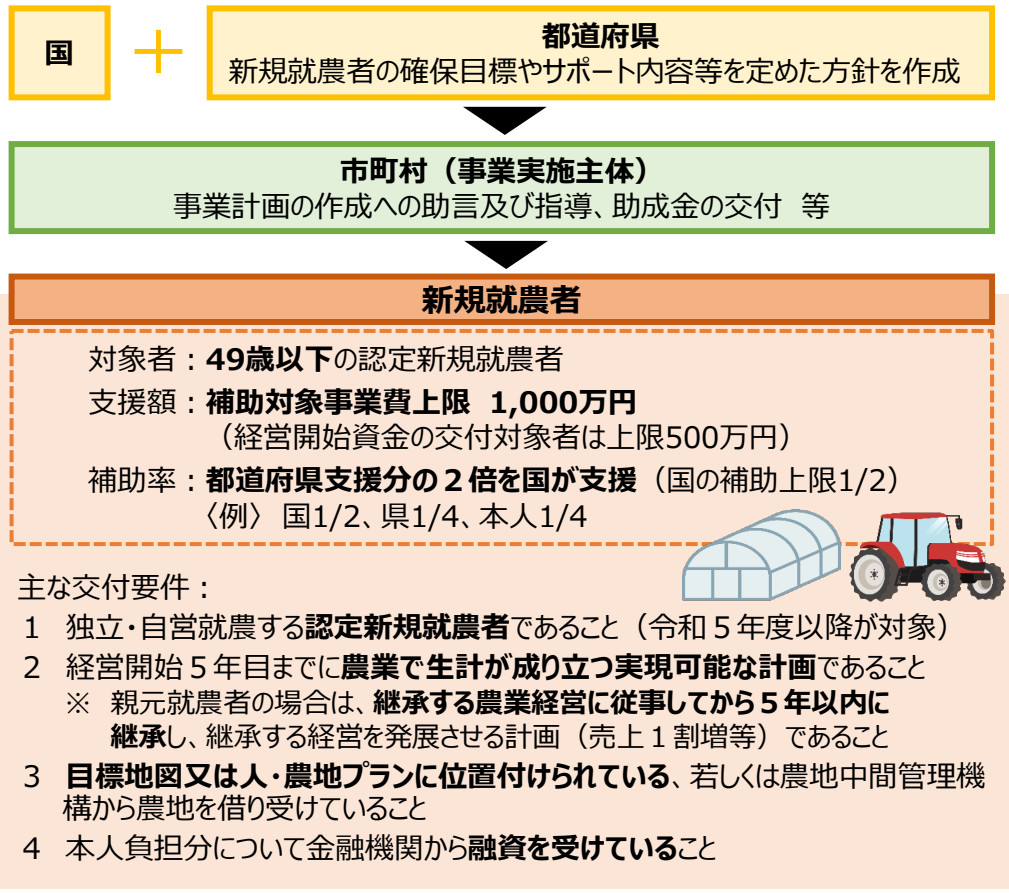 国
＋
都道府県
新規就農者の確保目標やサポート内容等を定めた方針を作成
市町村（事業実施主体）
事業計画の作成への助言及び指導、助成金の交付　等
新規就農者
対象者：49歳以下の認定新規就農者
支援額：補助対象事業費上限　1,000万円
（経営開始資金の交付対象者は上限500万円）
補助率：都道府県支援分の２倍を国が支援（国の補助上限1/2）
〈例〉 国1/2、県1/4、本人1/4
主な交付要件：
1　独立・自営就農する認定新規就農者であること（令和５年度以降が対象）
2　経営開始５年目までに農業で生計が成り立つ実現可能な計画であること
※　親元就農者の場合は、継承する農業経営に従事してから５年以内に
継承し、継承する経営を発展させる計画（売上１割増等）であること
3　目標地図又は人・農地プランに位置付けられている、若しくは農地中間管理機
構から農地を借り受けていること
4　本人負担分について金融機関から融資を受けていること